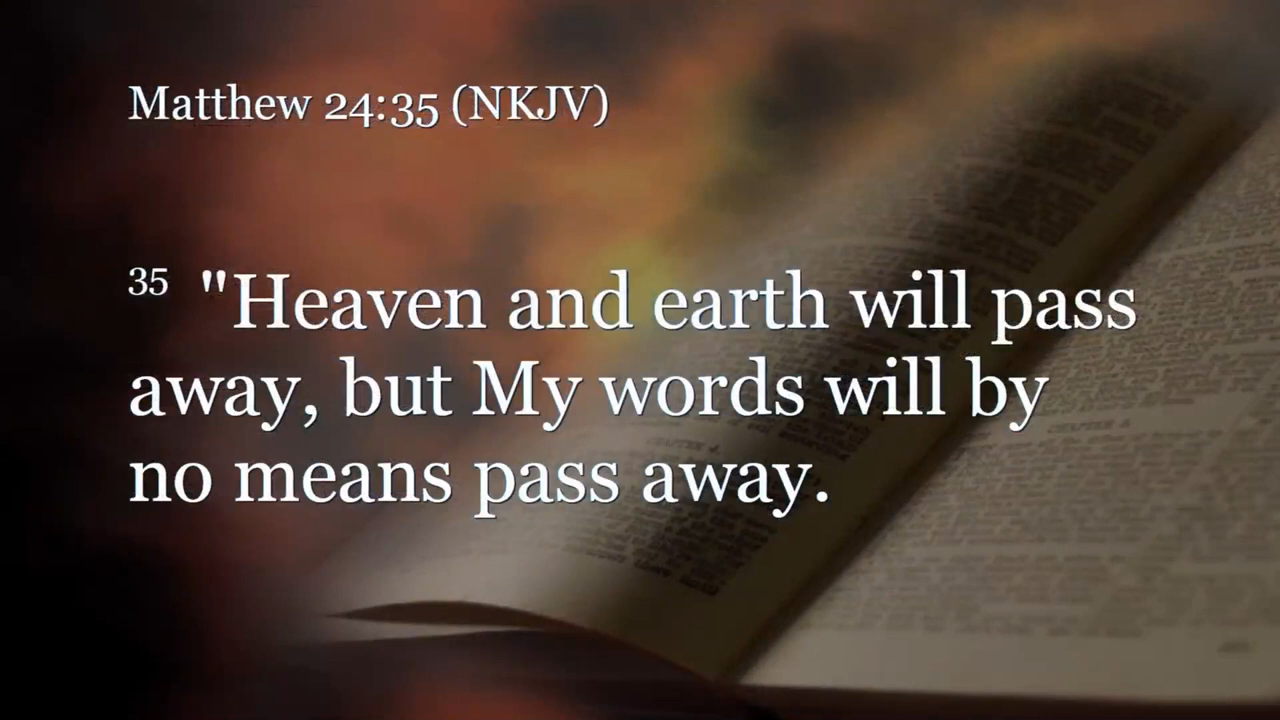 Matthew 24:35 (NKJV)
35 "Heaven and earth will pass
away, but My words will by
no means pass away.